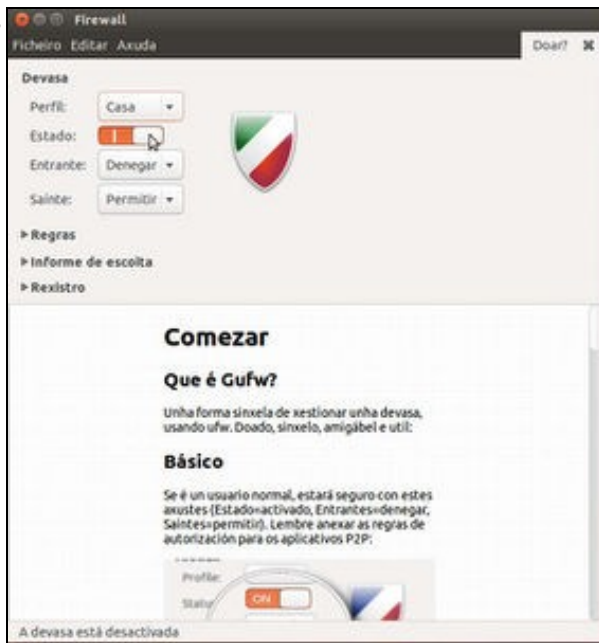 Firewall
Ficheiro Editar Axuda
Doar?
Devasa
Perfil: Casa
Estado:
Entrante: Denegar
Sainte: Permitir
Regras
Informe de escoita
Rexistro
Comezar
Que é Gufw?
Unha forma sinxela de xestionar unha devasa,
usando ufw. Doado, sinxelo, amigábel e util:
Básico
Se é un usuario normal, estará seguro con estes
axustes (Estado=activado, Entrantes=denegar,
Saintes=permitir). Lembre anexar as regras de
autorización para os aplicativos P2P:
Profile:
Status
ON
A devasa está desactivada